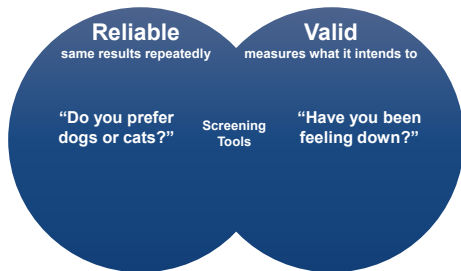 Reliable
same results repeatedly
Valid
measures what it intends to
“Do you prefer
dogs or cats?”
Screening
Tools
“Have you been
feeling down?”